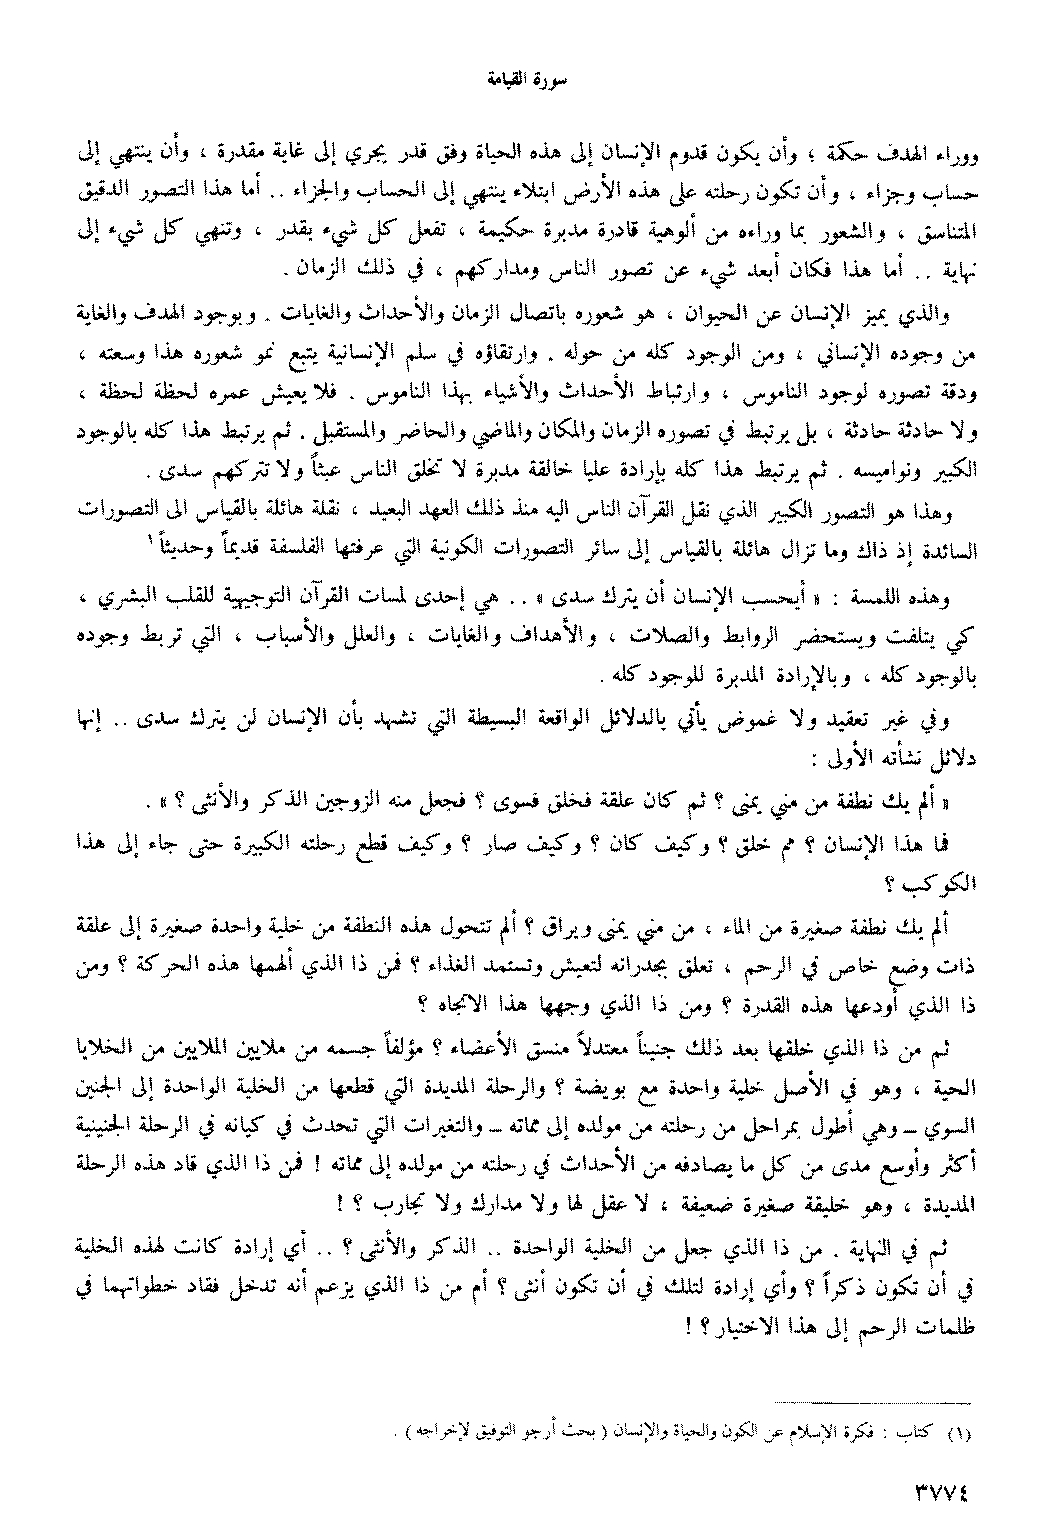 سورة القيامة
ووراء الهدف حكمة ؛ وأن يكون قدوم الإنسان إلى هذه الحياة وفق قدر يجري إلى غاية مقدرة ، وأن ينتهي إلى
حساب وجزاء ، وأن تكون رحلته على هذه الأرض ابتلاء ينتهي إلى الحساب والجزاء .. أما هذا التصور الدقيق
المتناسق ، والشعور بما وراءه من ألوهية قادرة مدبرة حكيمة ، تفعل كل شيء بقدر ، وتنهي كل شيء إلى
نهاية .. أما هذا فكان أبعد شيء عن تصور الناس ومداركهم ، في ذلك الزمان .
والذي يميز الإنسان عن الحيوان ، هو شعوره باتصال الزمان والأحداث والغايات . وبوجود الهدف والغاية
من وجوده الإنساني ، ومن الوجود كله من حوله . وارتقاؤه في سلم الإنسانية يتبع نمو شعوره هذا وسعته ،
ودقة تصوره لوجود الناموس ، وارتباط الأحداث والأشياء بهذا الناموس . فلا يعيش عمره لحظة لحظة ،
ولا حادثة حادثة ، بل يرتبط في تصوره الزمان والمكان والماضي والحاضر والمستقبل . ثم يرتبط هذا كله بالوجود
الكبير ونواميسه . ثم يرتبط هذا كله بإرادة عليا خالقة مدبرة لا تخلق الناس عبثاً ولا تتركهم سدى .
وهذا هو التصور الكبير الذي نقل القرآن الناس اليه منذ ذلك العهد البعيد ، نقلة هائلة بالقياس الى التصورات
السائدة إذ ذاك وما تزال هائلة بالقياس إلى سائر التصورات الكونية التي عرفتها الفلسفة قديماً وحديثاً ١
وهذه اللمسة : « أيحسب الإنسان أن يترك سدى » .. هي إحدى لمسات القرآن التوجيهية للقلب البشري ،
كي يتلفت ويستحضر الروابط والصلات ، والأهداف والغايات ، والعلل والأسباب ، التي تربط وجوده
بالوجود كله ، وبالإرادة المدبرة للوجود كله .
وفي غير تعقيد ولا غموض يأتي بالدلائل الواقعة البسيطة التي تشهد بأن الإنسان لن يترك سدى .. إنها
دلائل نشأته الأولى :
« ألم يك نطفة من مني يمنى ؟ ثم كان علقة فخلق فسوى ؟ فجعل منه الزوجين الذكر والأنثى ؟ » .
فما هذا الإنسان ؟ مم خلق ؟ وكيف كان ؟ وكيف صار ؟ وكيف قطع رحلته الكبيرة حتى جاء إلى هذا
الكوكب ؟
ألم يك نطفة صغيرة من الماء ، من مني يمنى ويراق ؟ ألم تتحول هذه النطفة من خلية واحدة صغيرة إلى علقة
ذات وضع خاص في الرحم ، تعلق بجدرانه لتعيش وتستمد الغذاء ؟ فمن ذا الذي ألهمها هذه الحركة ؟ ومن
ذا الذي أودعها هذه القدرة ؟ ومن ذا الذي وجهها هذا الاتجاه ؟
ثم من ذا الذي خلقها بعد ذلك جنيناً معتدلاً منسق الأعضاء ؟ مؤلفاً جسمه من ملايين الملايين من الخلايا
الحية ، وهو في الأصل خلية واحدة مع بويضة ؟ والرحلة المديدة التي قطعها من الخلية الواحدة إلى الجنين
السوي – وهي أطول بمراحل من رحلته من مولده إلى مماته – والتغيرات التي تحدث في كيانه في الرحلة الجنينية
أكثر وأوسع مدى من كل ما يصادفه من الأحداث في رحلته من مولده إلى مماته ! فمن ذا الذي قاد هذه الرحلة
المديدة ، وهو خليقة صغيرة ضعيفة ، لا عقل لها ولا مدارك ولا تجارب ؟ !
ثم في النهاية . من ذا الذي جعل من الخلية الواحدة .. الذكر والأنثى ؟ .. أي إرادة كانت لهذه الخلية
في أن تكون ذكراً ؟ وأي إرادة لتلك في أن تكون أنثى ؟ أم من ذا الذي يزعم أنه تدخل فقاد خطواتهما في
ظلمات الرحم إلى هذا الاختيار ؟ !
(١) كتاب : فكرة الإسلام عن الكون والحياة والإنسان ( بحث أرجو التوفيق لإخراجه ) .
٣٧٧٤